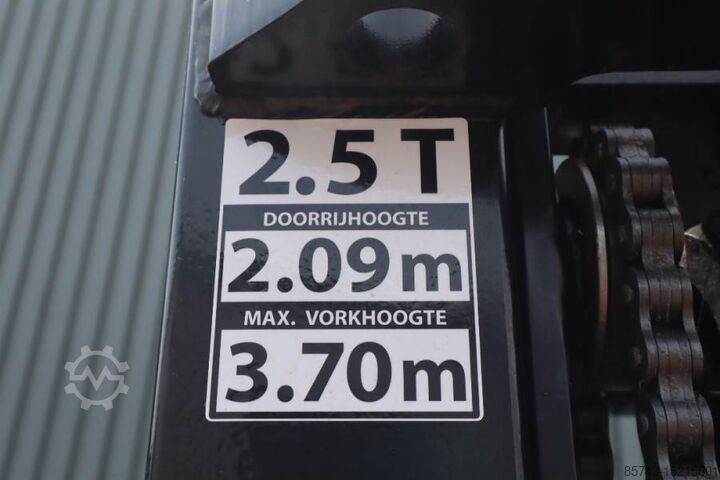 2.5 T
DOORRIJHOOGTE
2.09 m
MAX. VORKHOOGTE
3.70 m